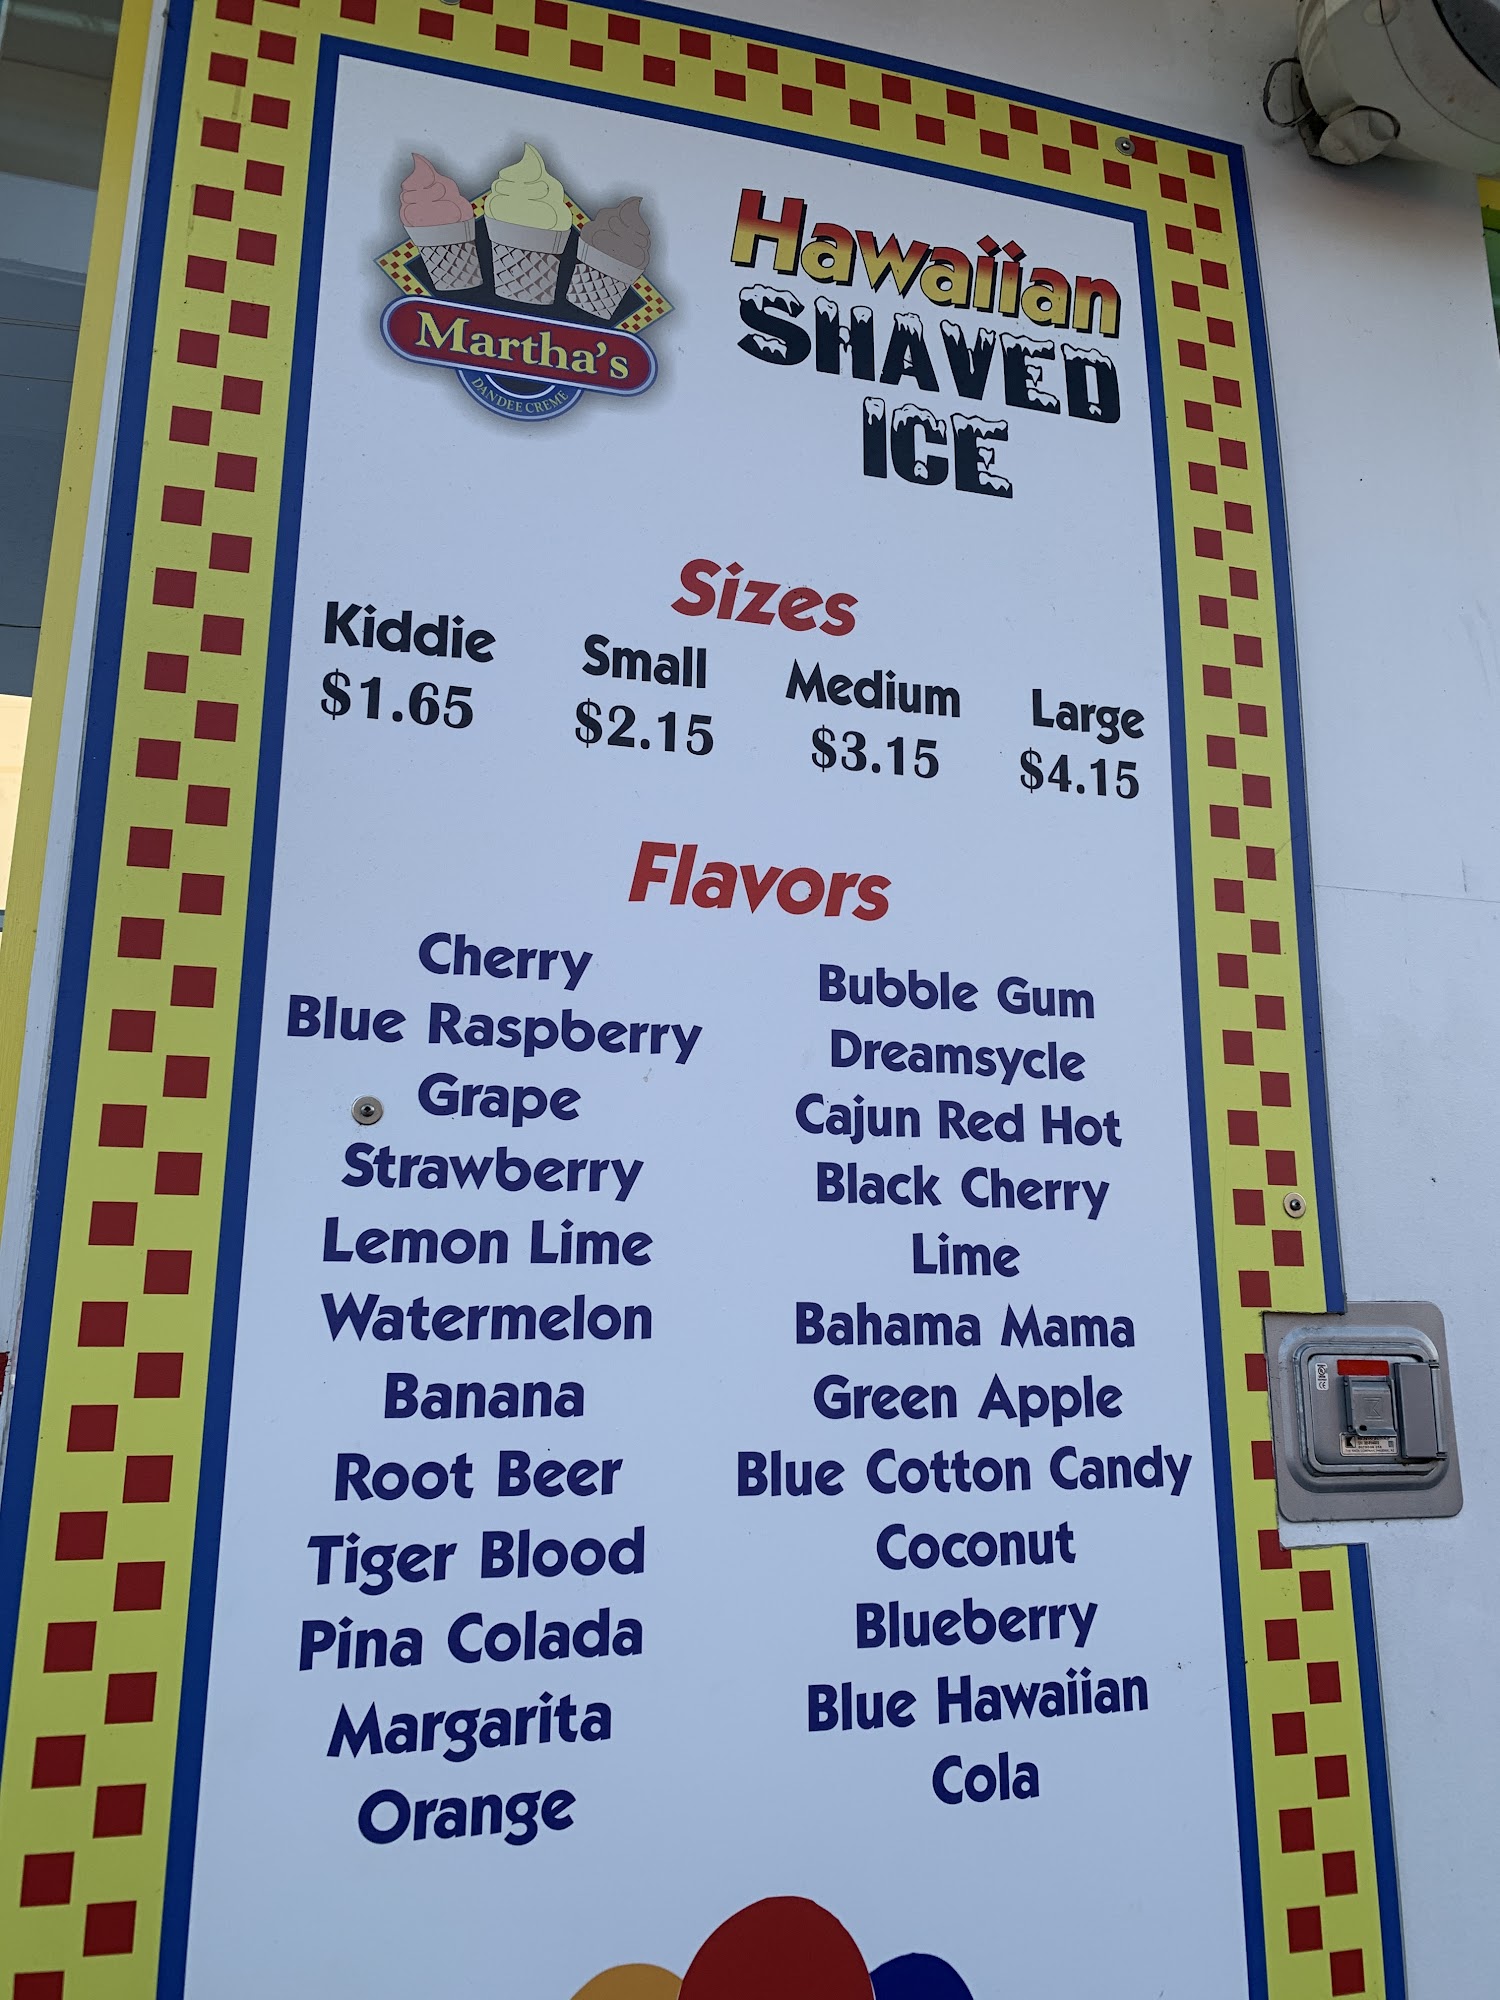 Martha's
DANDEE CREME
Hawaiian
SHAVED
ICE
Sizes
Kiddie Small Medium Large
$1.65 $2.15 $3.15 $4.15
Flavors
Cherry
Blue Raspberry
Grape
Strawberry
Lemon Lime
Watermelon
Banana
Root Beer
Tiger Blood
Pina Colada
Margarita
Orange
Bubble Gum
Dreamsycle
Cajun Red Hot
Black Cherry
Lime
Bahama Mama
Green Apple
Blue Cotton Candy
Coconut
Blueberry
Blue Hawaiian
Cola